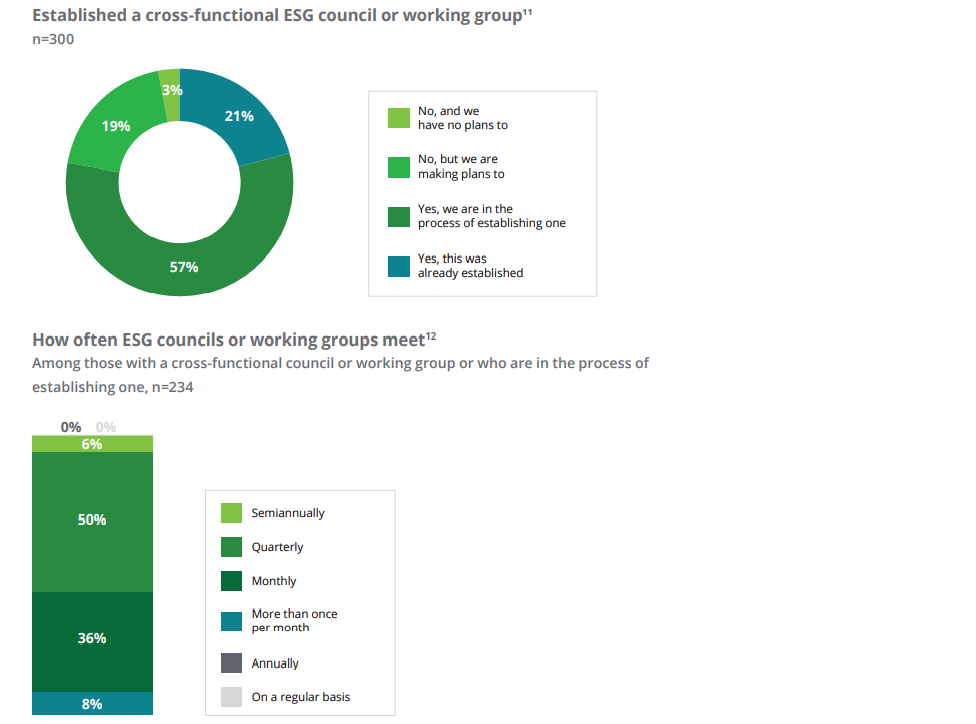 Established a cross-functional ESG council or working group¹¹
n=300
3%
21%
19%
57%
No, and we
have no plans to
No, but we are
making plans to
Yes, we are in the
process of establishing one
Yes, this was
already established
How often ESG councils or working groups meet¹²
Among those with a cross-functional council or working group or who are in the process of
establishing one, n=234
0% 0%
6%
50%
36%
8%
Semiannually
Quarterly
Monthly
More than once
per month
Annually
On a regular basis